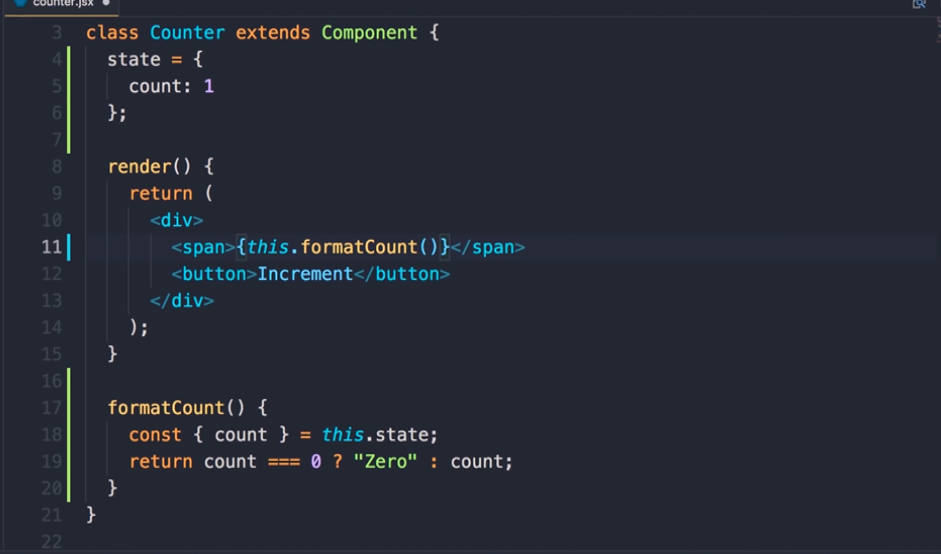 counter.jsx
3 class Counter extends Component {
4 state = {
5 count: 1
6 };
7
8 render() {
9 return (
10 <div>
11 <span>{this.formatCount()}</span>
12 <button>Increment</button>
13 </div>
14 );
15 }
16
17 formatCount() {
18 const { count } = this.state;
19 return count === 0 ? "Zero" : count;
20 }
21 }
22